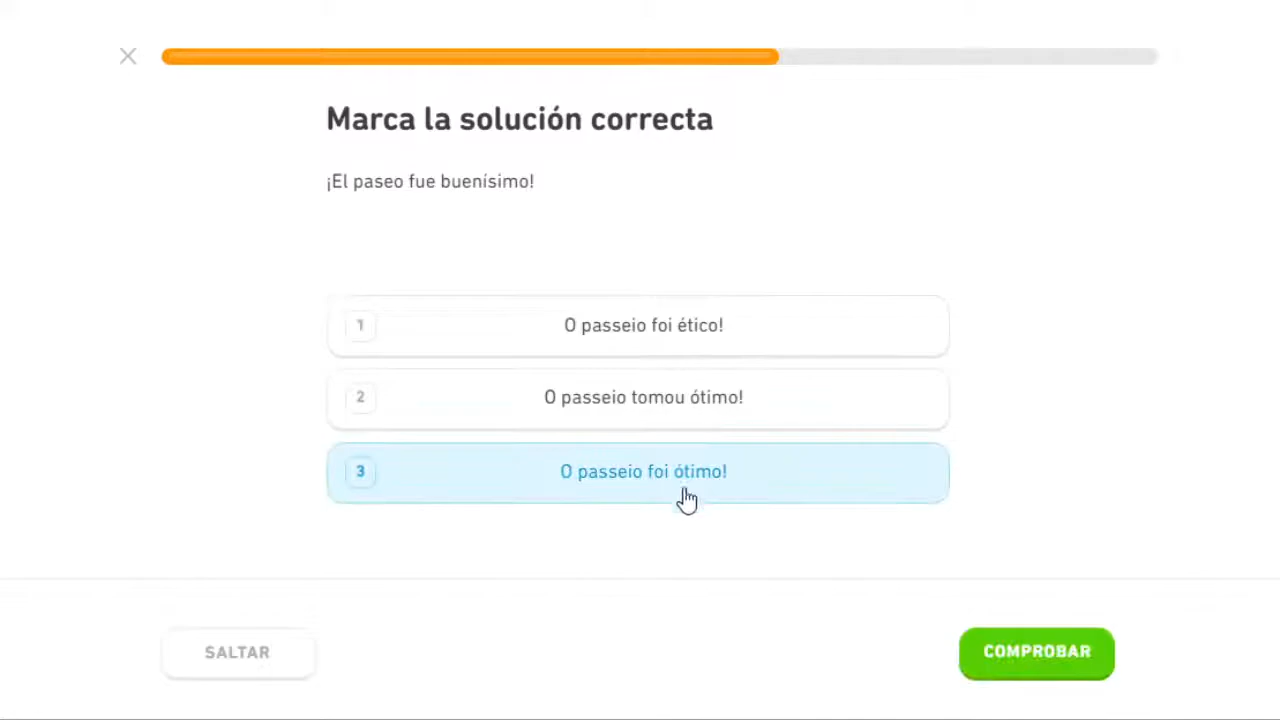 Marca la solución correcta
¡El paseo fue buenísimo!
1 O passeio foi ético!
2 O passeio tomou ótimo!
3 O passeio foi ótimo!
SALTAR
COMPROBAR